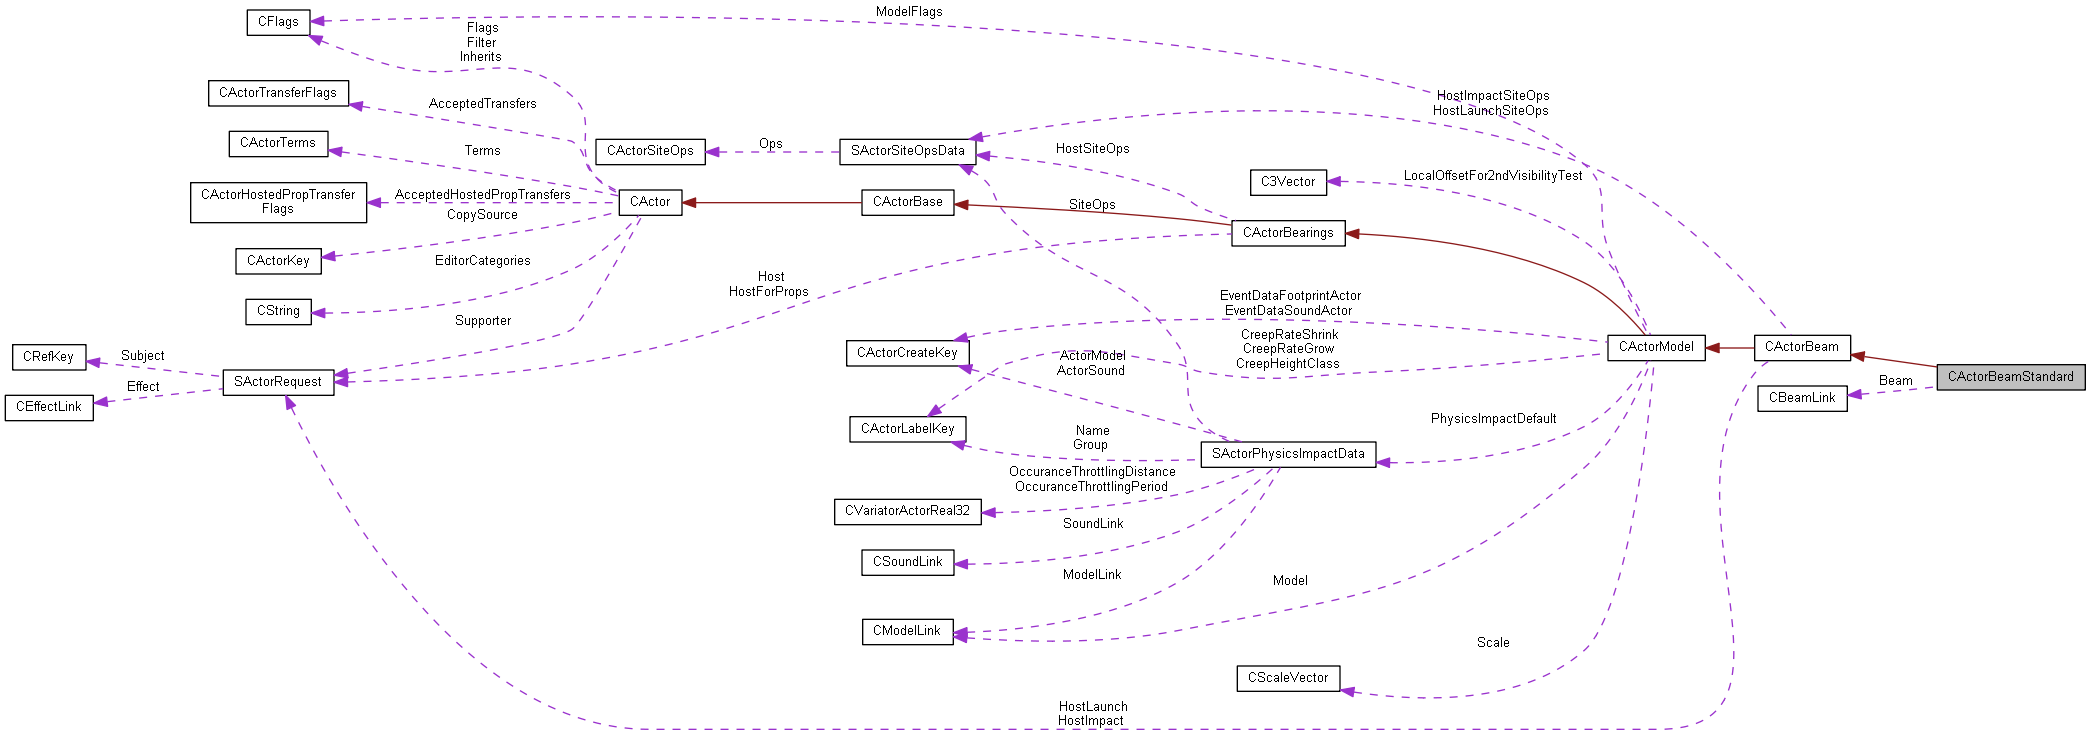 ModelFlags
CFlags
Flags
Filter
Inherits
CActorTransferFlags
AcceptedTransfers
HostImpactSiteOps
HostLaunchSiteOps
CActorTerms
Terms
CActorSiteOps
Ops
SActorSiteOpsData
HostSiteOps
C3Vector
LocalOffsetFor2ndVisibilityTest
CActorHostedPropTransfer
Flags
AcceptedHostedPropTransfers
CopySource
CActor
CActorBase
SiteOps
CActorBearings
CActorKey
EditorCategories
Host
HostForProps
CString
Supporter
EventDataFootprintActor
EventDataSoundActor
CreepRateShrink
CreepRateGrow
CreepHeightClass
CRefKey
Subject
SActorRequest
Effect
CEffectLink
CActorCreateKey
ActorModel
ActorSound
CActorModel
CActorBeam
CActorBeamStandard
Beam
CBeamLink
CActorLabelKey
Name
Group
PhysicsImpactDefault
SActorPhysicsImpactData
OccuranceThrottlingDistance
OccuranceThrottlingPeriod
CVariatorActorReal32
SoundLink
CSoundLink
ModelLink
Model
CModelLink
Scale
CScaleVector
HostLaunch
HostImpact